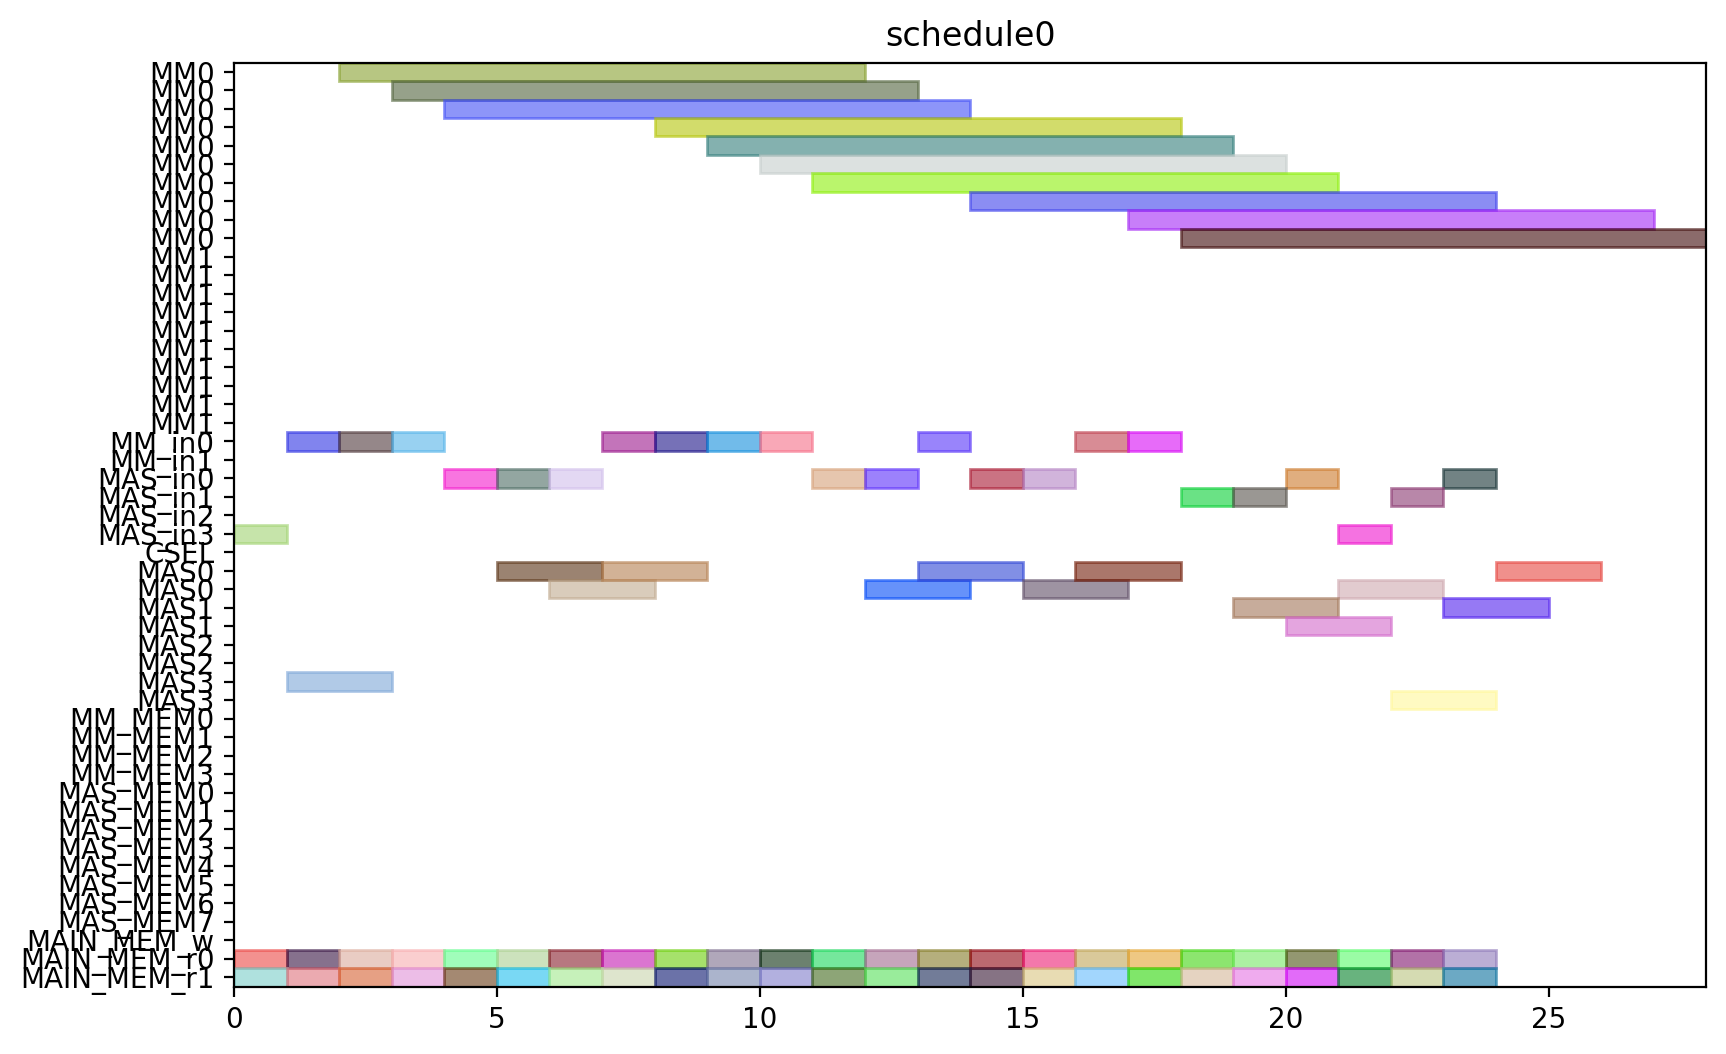 schedule0
MM0
MM0
MM0
MM0
MM0
MM0
MM0
MM0
MM0
MM0
MM1
MM1
MM1
MM1
MM1
MM1
MM1
MM1
MM1
MM1
MM_in0
MM_in1
MAS_in0
MAS_in1
MAS_in2
MAS_in3
CSEL
MAS0
MAS0
MAS1
MAS1
MAS2
MAS2
MAS3
MAS3
MM_MEM0
MM_MEM1
MM_MEM2
MM_MEM3
MAS_MEM0
MAS_MEM1
MAS_MEM2
MAS_MEM3
MAS_MEM4
MAS_MEM5
MAS_MEM6
MAS_MEM7
MAIN_MEM_w
MAIN_MEM_r0
MAIN_MEM_r1
0 5 10 15 20 25